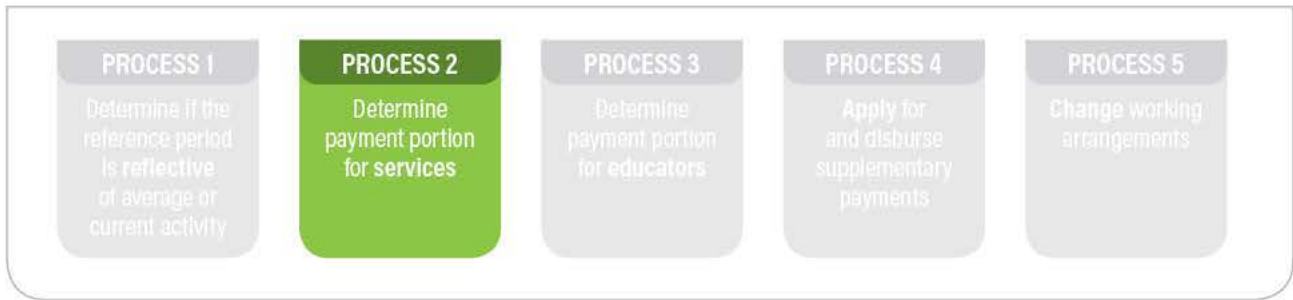 PROCESS 1
Determine if the
reference period
is reflective
of average or
current activity
PROCESS 2
Determine
payment portion
for services
PROCESS 3
Determine
payment portion
for educators
PROCESS 4
Apply for
and disburse
supplementary
payments
PROCESS 5
Change working
arrangements